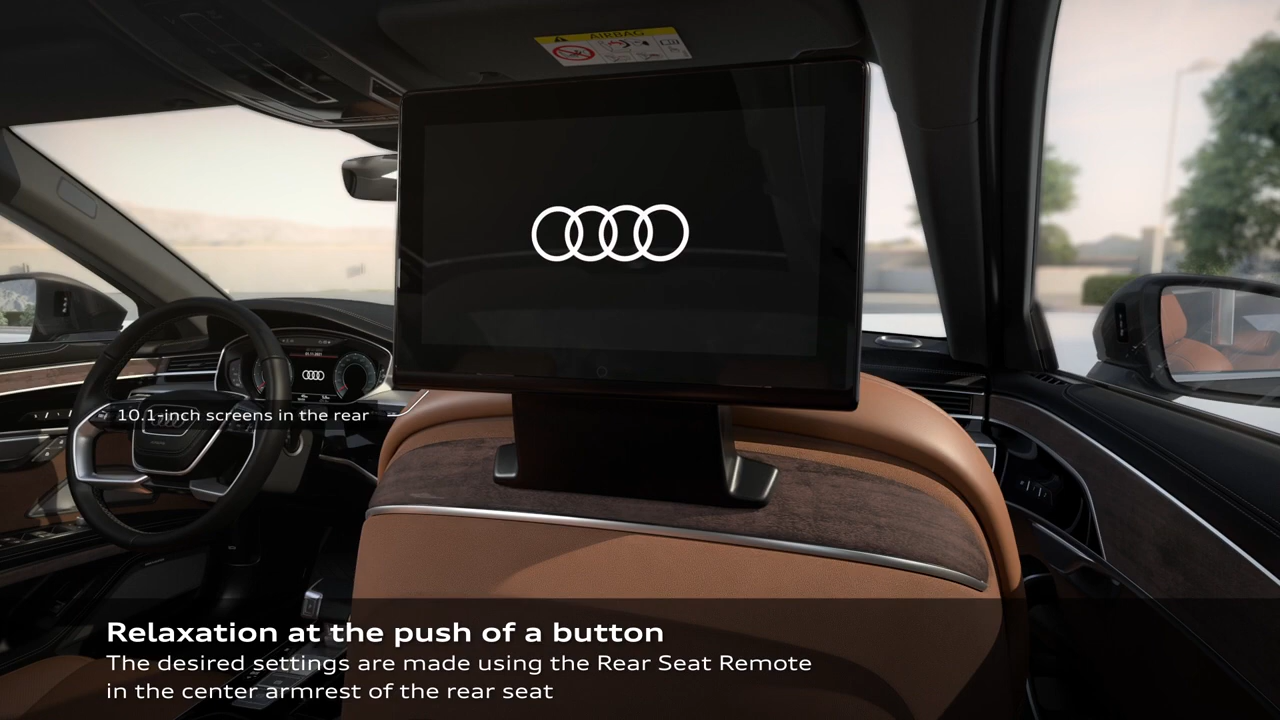 AIRBAG
10.1-inch screens in the rear
Relaxation at the push of a button
The desired settings are made using the Rear Seat Remote
in the center armrest of the rear seat